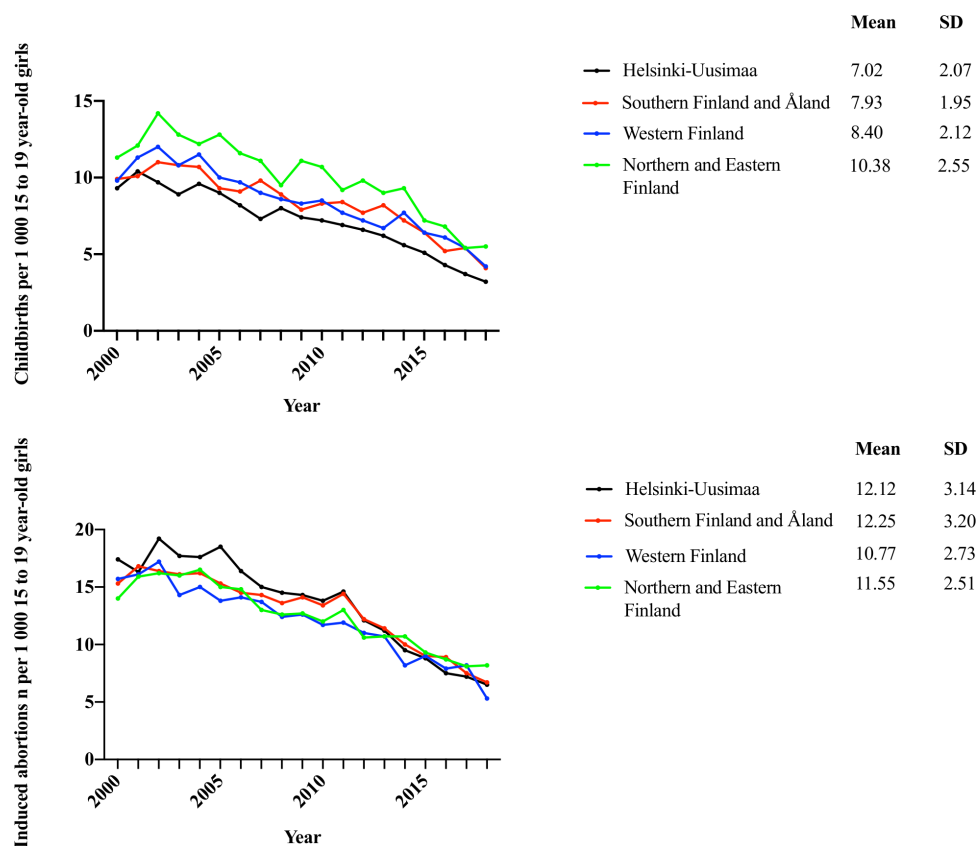 Mean SD
Helsinki-Uusimaa 7.02 2.07
Southern Finland and Åland 7.93 1.95
Western Finland 8.40 2.12
Northern and Eastern 10.38 2.55
Finland
Childbirths per 1 000 15 to 19 year-old girls
15
10
5
0
2000 2005 2010 2015
Year
Mean SD
Helsinki-Uusimaa 12.12 3.14
Southern Finland and Åland 12.25 3.20
Western Finland 10.77 2.73
Northern and Eastern 11.55 2.51
Finland
Induced abortions n per 1 000 15 to 19 year-old girls
20
15
10
5
0
2000 2005 2010 2015
Year